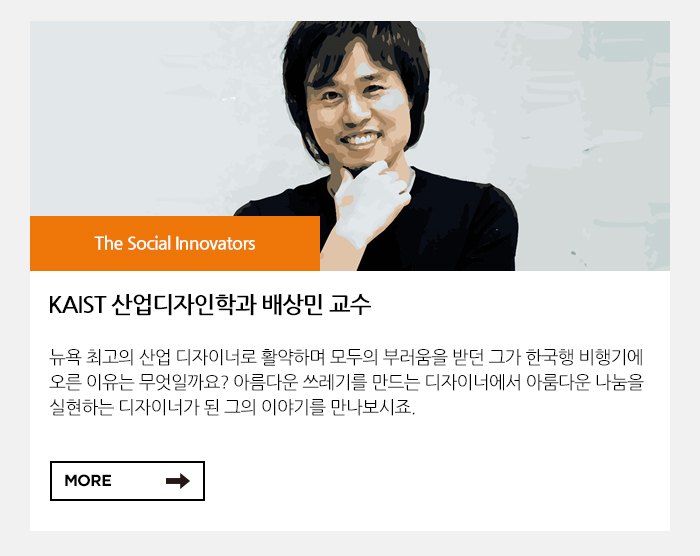 The Social Innovators
KAIST 산업디자인학과 배상민 교수
뉴욕 최고의 산업 디자이너로 활약하며 모두의 부러움을 받던 그가 한국행 비행기에
오른 이유는 무엇일까요? 아름다운 쓰레기를 만드는 디자이너에서 아룸다운 나눔을
실현하는 디자이너가 된 그의 이야기를 만나보시죠.
MORE